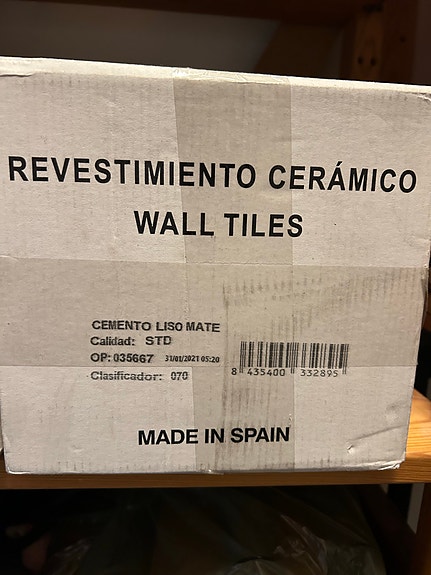 REVESTIMIENTO CERÁMICO
WALL TILES
CEMENTO LISO MATE
Calidad: STD
OP: 035667 31/01/2021 05:20
Clasificador: 070
8 435400 332895
MADE IN SPAIN